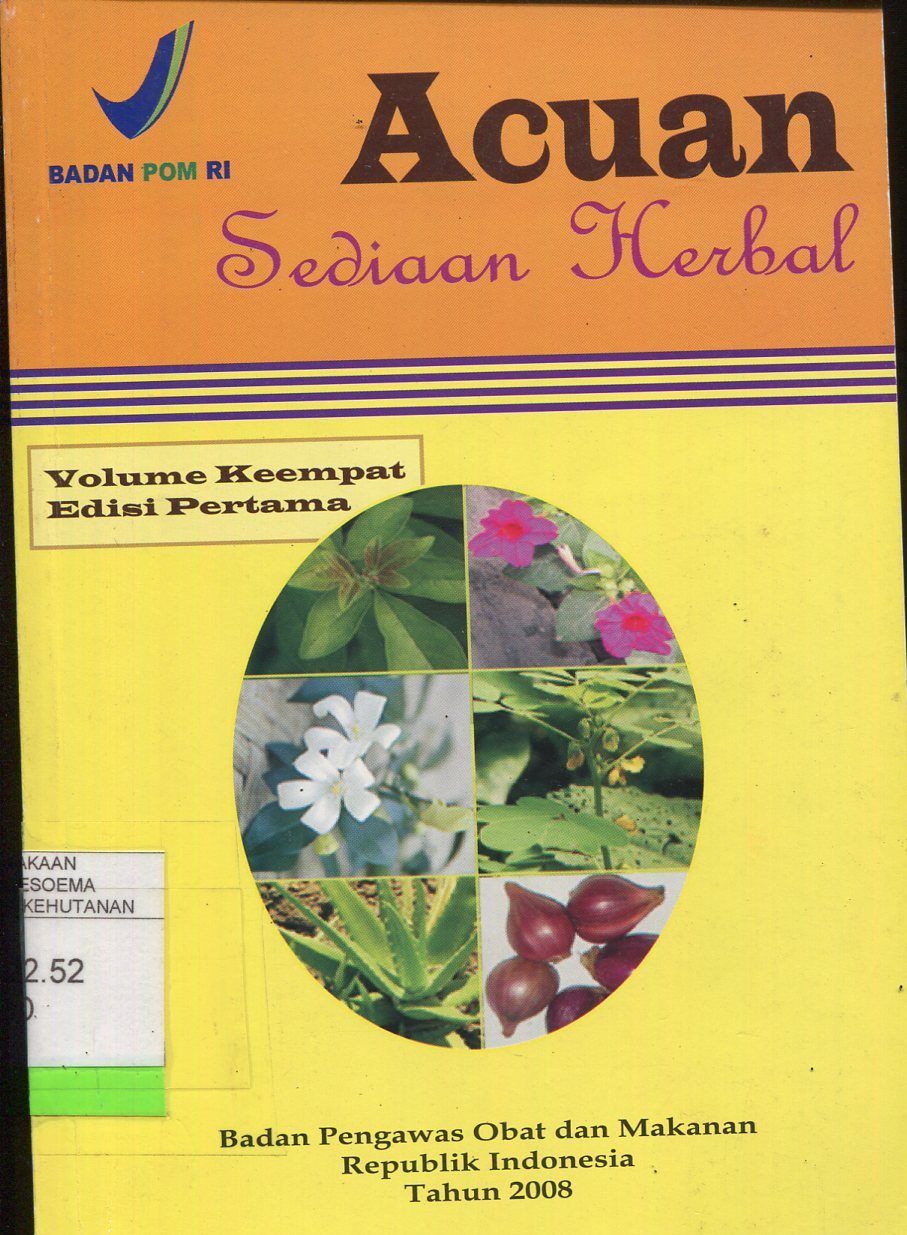 BADAN POM RI
Acuan
Sediaan Herbal
Volume Keempat
Edisi Pertama
AKAAN
ESOEMA
KEHUTANAN
2.52
Badan Pengawas Obat dan Makanan
Republik Indonesia
Tahun 2008